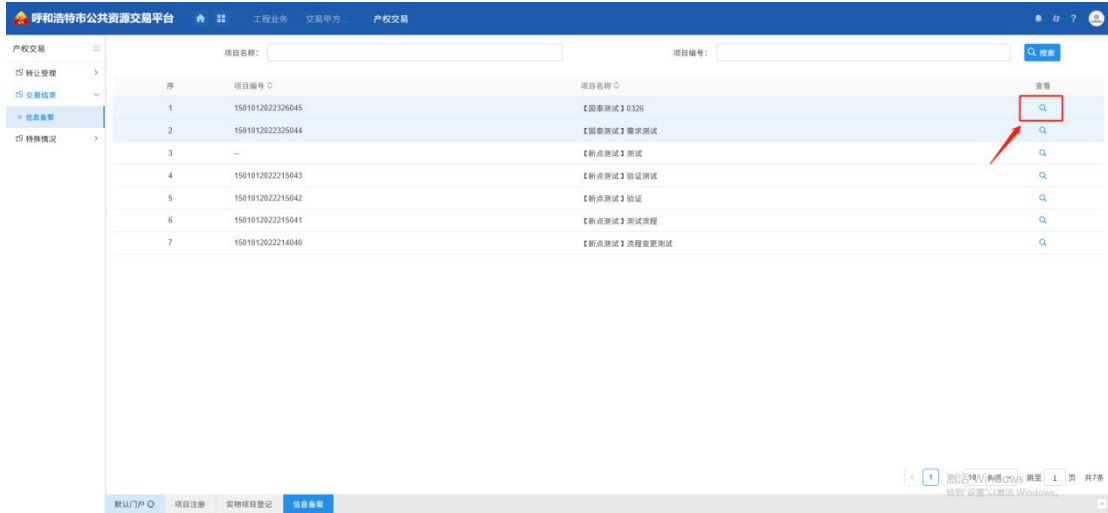 呼和浩特市公共资源交易平台 工程业务 交易甲方... 产权交易 ?
产权交易 项目名称: 项目编号: 搜索
转让受理
交易结果
信息备案
特殊情况
序 项目编号 项目名称 查看
1 1501012022326045 【国泰测试】0326
2 1501012022325044 【国泰测试】需求测试
3 -- 【新点测试】测试
4 1501012022215043 【新点测试】验证测试
5 1501012022215042 【新点测试】验证
6 1501012022215041 【新点测试】测试流程
7 1501012022214040 【新点测试】流程变更测试
1 10 跳至 1 页 共7条
激活 Windows
转到"设置"以激活 Windows。
默认门户 项目注册 实物项目登记 信息备案